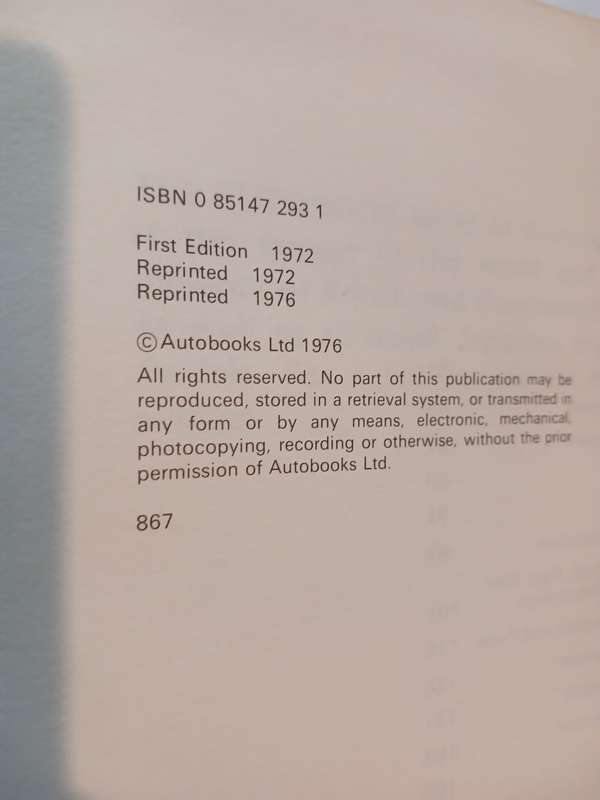 ISBN 0 85147 293 1
First Edition 1972
Reprinted 1972
Reprinted 1976
© Autobooks Ltd 1976
All rights reserved. No part of this publication may be
reproduced, stored in a retrieval system, or transmitted in
any form or by any means, electronic, mechanical,
photocopying, recording or otherwise, without the prior
permission of Autobooks Ltd.
867